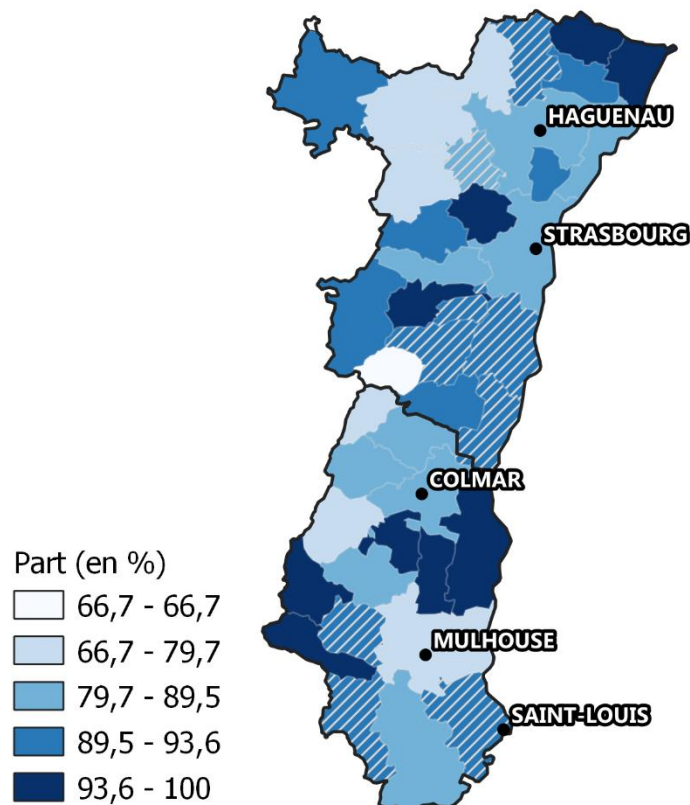 HAGUENAU
STRASBOURG
COLMAR
MULHOUSE
SAINT-LOUIS
Part (en %)
66,7 - 66,7
66,7 - 79,7
79,7 - 89,5
89,5 - 93,6
93,6 - 100